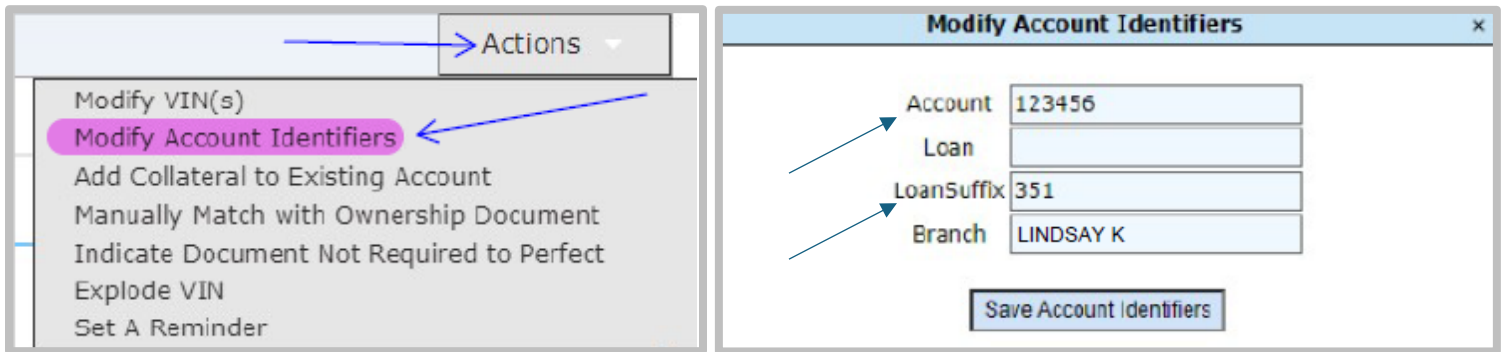 Actions
Modify VIN(s)
Modify Account Identifiers
Add Collateral to Existing Account
Manually Match with Ownership Document
Indicate Document Not Required to Perfect
Explode VIN
Set A Reminder
Modify Account Identifiers ×
Account 123456
Loan
LoanSuffix 351
Branch LINDSAY K
Save Account Identifiers